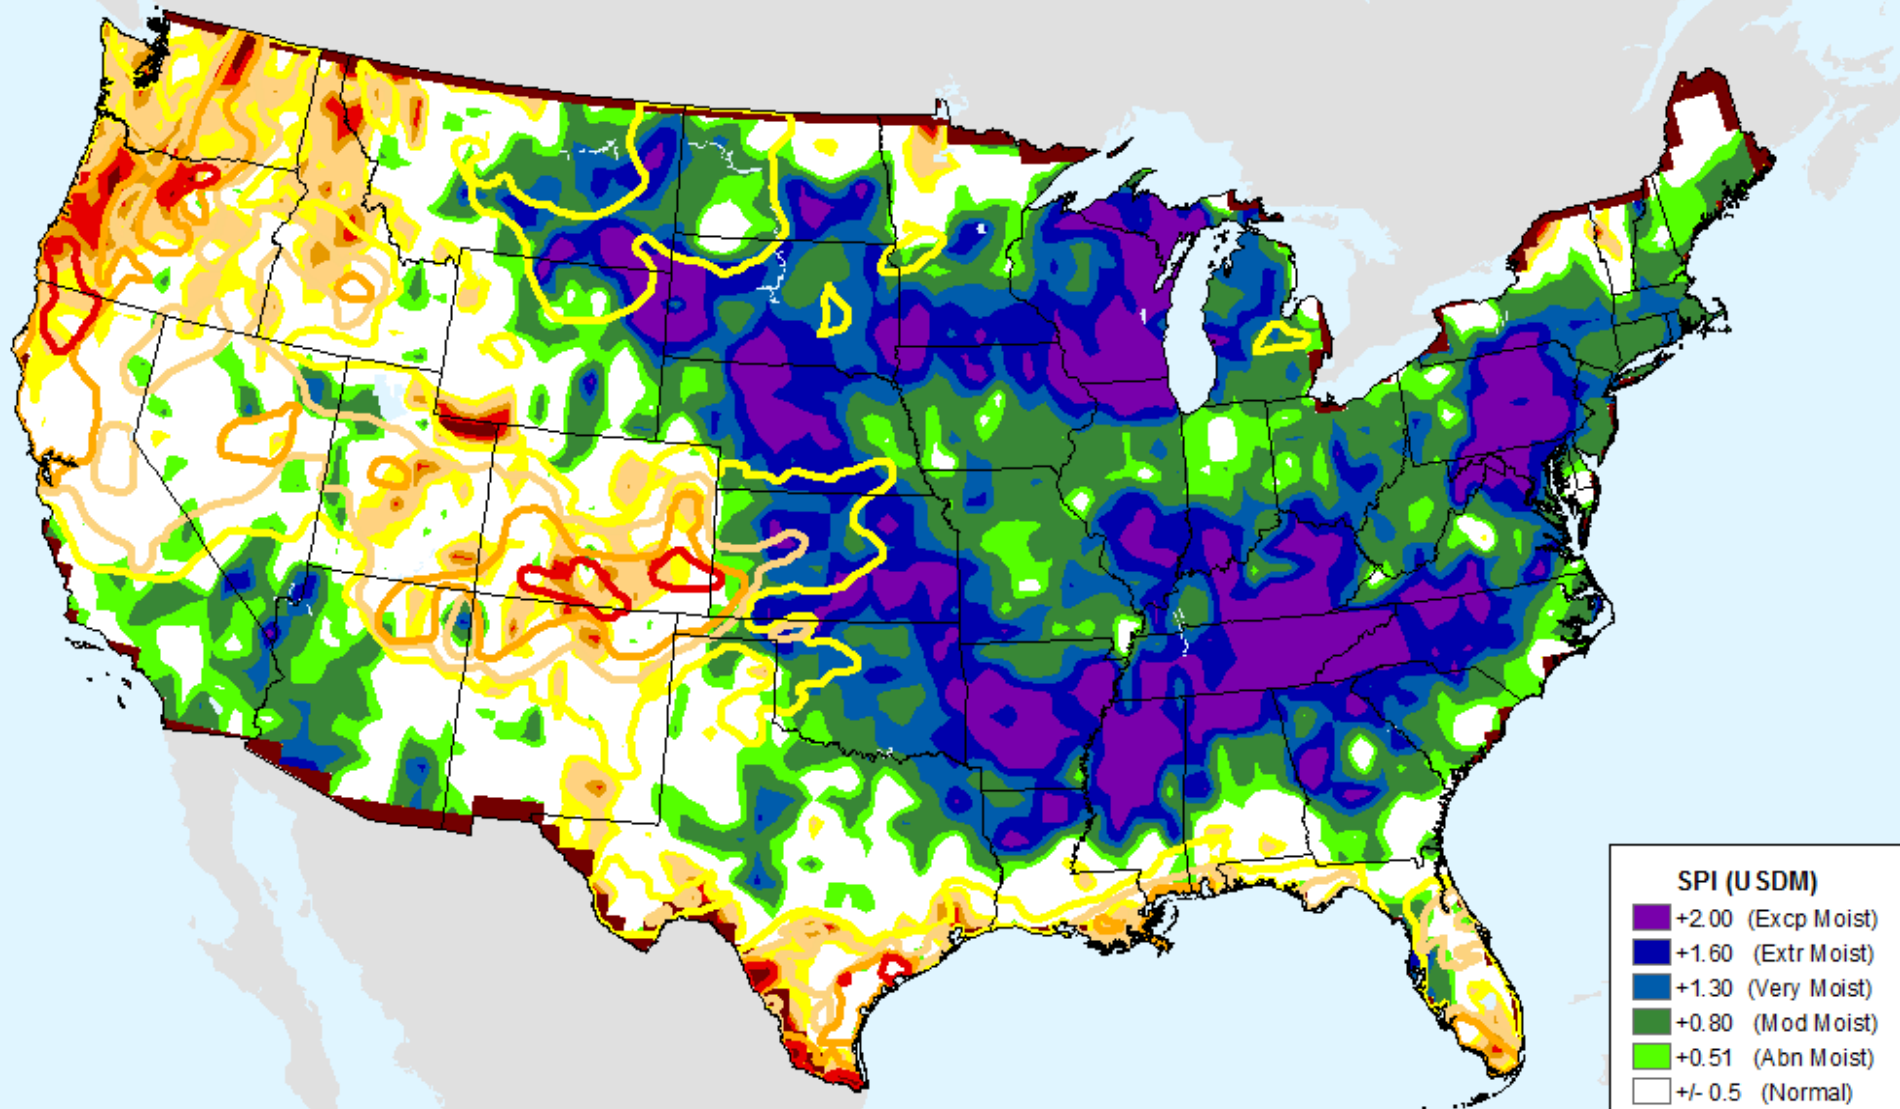 SPI (USDM)
+2.00 (Excp Moist)
+1.60 (Extr Moist)
+1.30 (Very Moist)
+0.80 (Mod Moist)
+0.51 (Abn Moist)
+/- 0.5 (Normal)